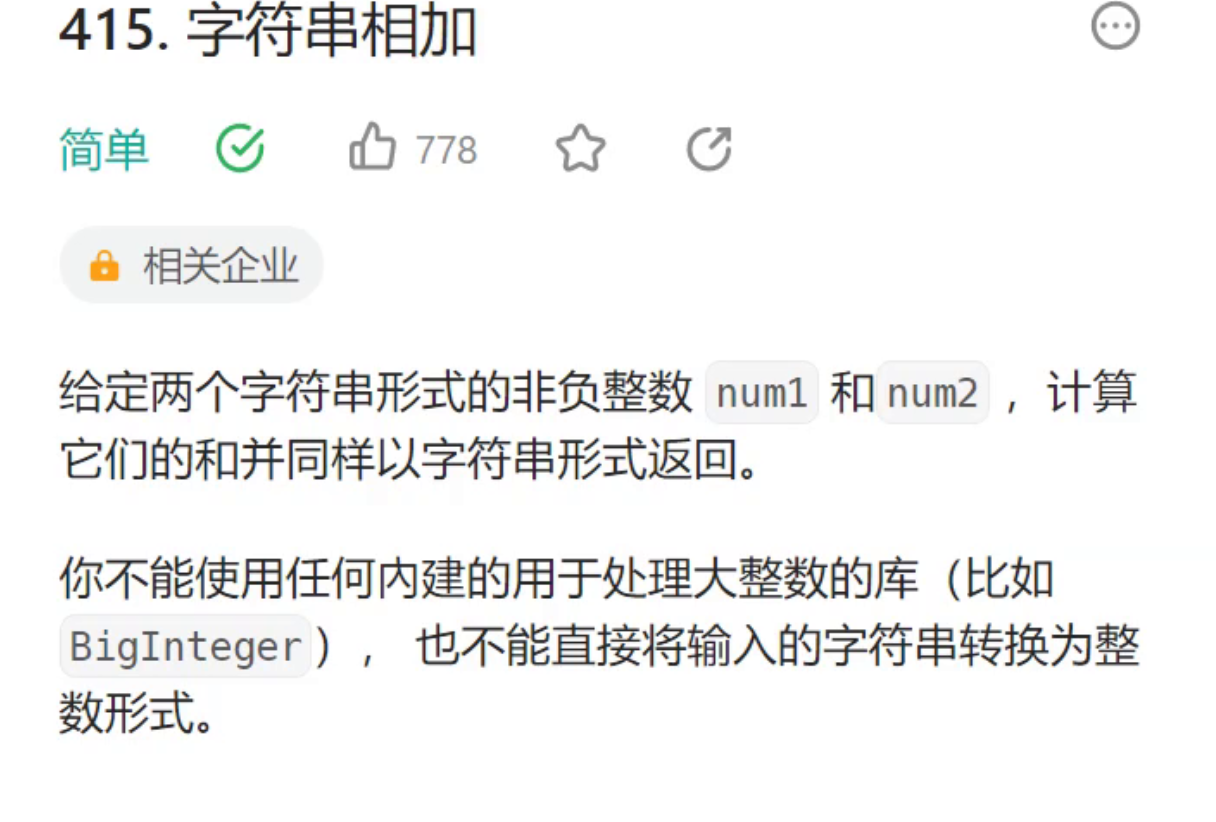 415. 字符串相加
简单 778
相关企业
给定两个字符串形式的非负整数 num1 和 num2 ，计算
它们的和并同样以字符串形式返回。
你不能使用任何内建的用于处理大整数的库（比如
BigInteger）， 也不能直接将输入的字符串转换为整
数形式。